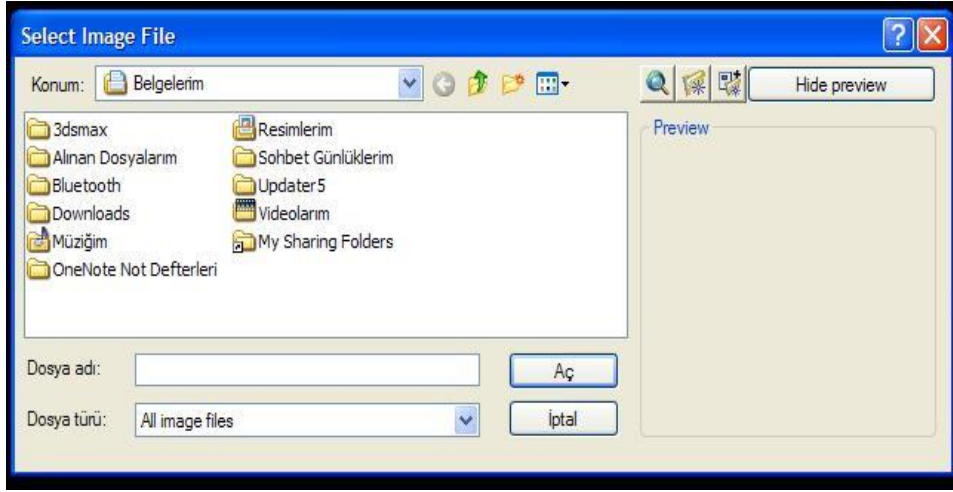 Select Image File
Konum: Belgelerim
Hide preview
3dsmax
Alınan Dosyalarım
Bluetooth
Downloads
Müziğim
OneNote Not Defterleri
Resimlerim
Sohbet Günlüklerim
Updater5
Videolarım
My Sharing Folders
Preview
Dosya adı:
Aç
Dosya türü: All image files
İptal